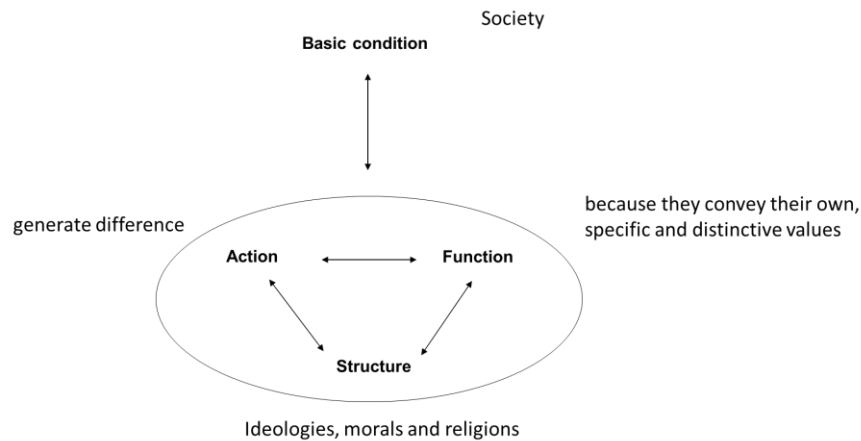 Society
Basic condition
generate difference
because they convey their own,
specific and distinctive values
Action
Function
Structure
Ideologies, morals and religions